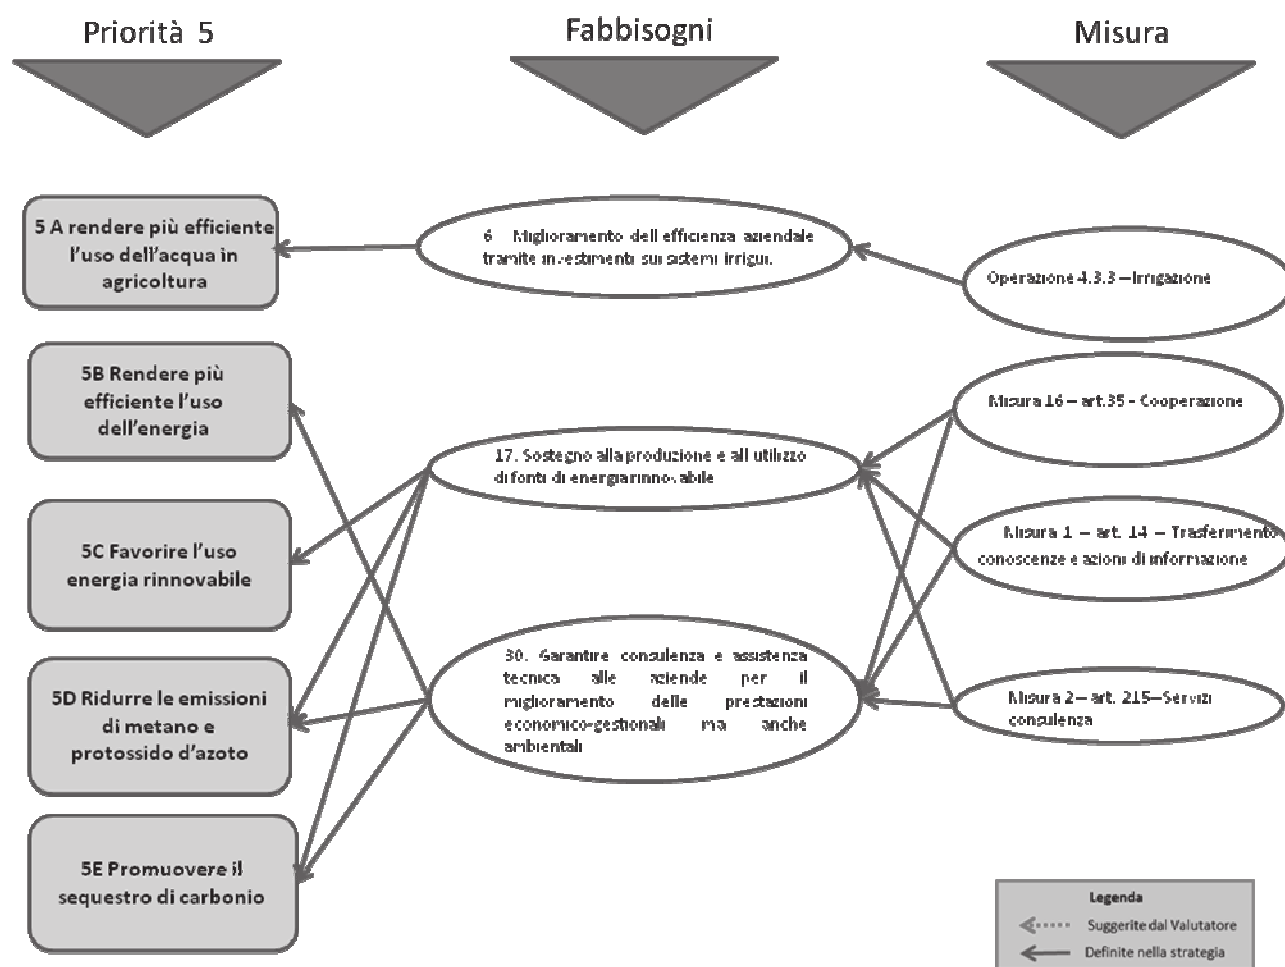 Priorità 5
Fabbisogni
Misura
5 A rendere più efficiente
l'uso dell'acqua in
agricoltura
6 Miglioramento dell efficienza aziendale
tramite investimenti sui sistemi irrigui.
Operazione 4.3.3 – Irrigazione
5B Rendere più
efficiente l'uso
dell'energia
Misura 16 – art.35 - Cooperazione
17. Sostegno alla produzione e all utilizzo
di fonti di energia rinnovabile
5C Favorire l'uso
energia rinnovabile
Misura 1 – art. 14 – Trasferimento
conoscenze e azioni di informazione
5D Ridurre le emissioni
di metano e
protossido d'azoto
30. Garantire consulenza e assistenza
tecnica alle aziende per il
miglioramento delle prestazioni
economico-gestionali ma anche
ambientali
Misura 2 – art. 215 – Servizi
consulenza
5E Promuovere il
sequestro di carbonio
Legenda
Suggerite dal Valutatore
Definite nella strategia